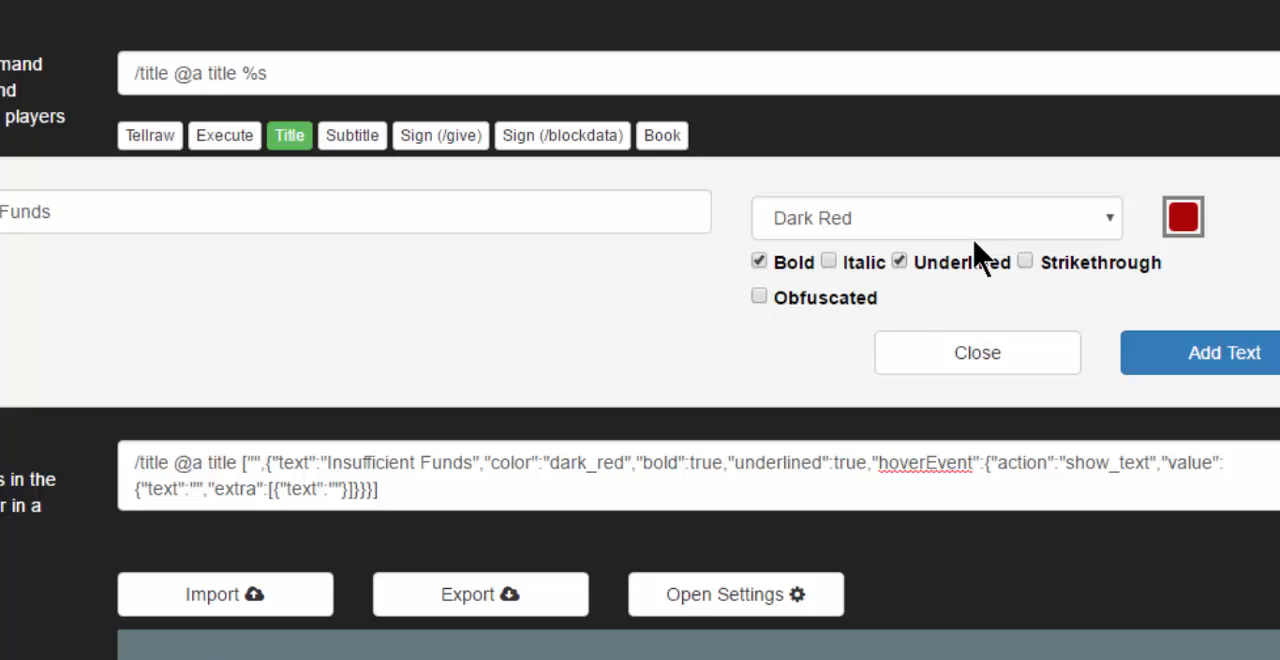 mand
nd
players
/title @a title %s
Tellraw Execute Title Subtitle Sign (/give) Sign (/blockdata) Book
Funds
Dark Red
Bold Italic Underlined Strikethrough
Obfuscated
Close Add Text
s in the
r in a
/title @a title ["",{"text":"Insufficient Funds","color":"dark_red","bold":true,"underlined":true,"hoverEvent":{"action":"show_text","value":
{"text":"","extra":[{"text":""}]}}}]
Import Export Open Settings